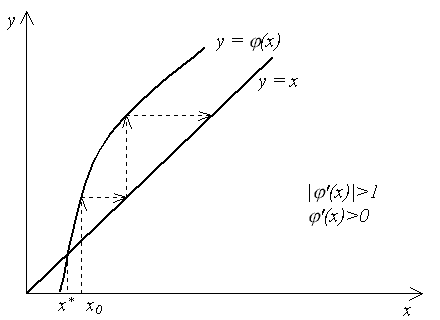 y
y = φ(x)
y = x
|φ'(x)|>1
φ'(x)>0
x* x₀
x